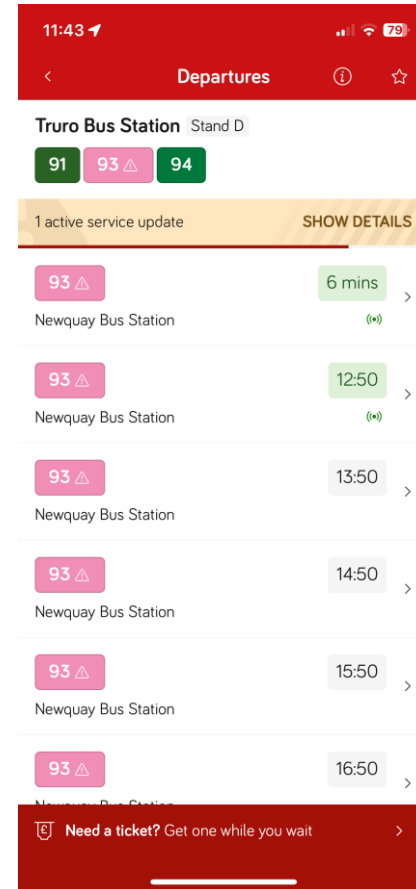 11:43
79
Departures
Truro Bus Station Stand D
91 93 94
1 active service update SHOW DETAILS
93 6 mins
Newquay Bus Station
93 12:50
Newquay Bus Station
93 13:50
Newquay Bus Station
93 14:50
Newquay Bus Station
93 15:50
Newquay Bus Station
93 16:50
Newquay Bus Station
£ Need a ticket? Get one while you wait